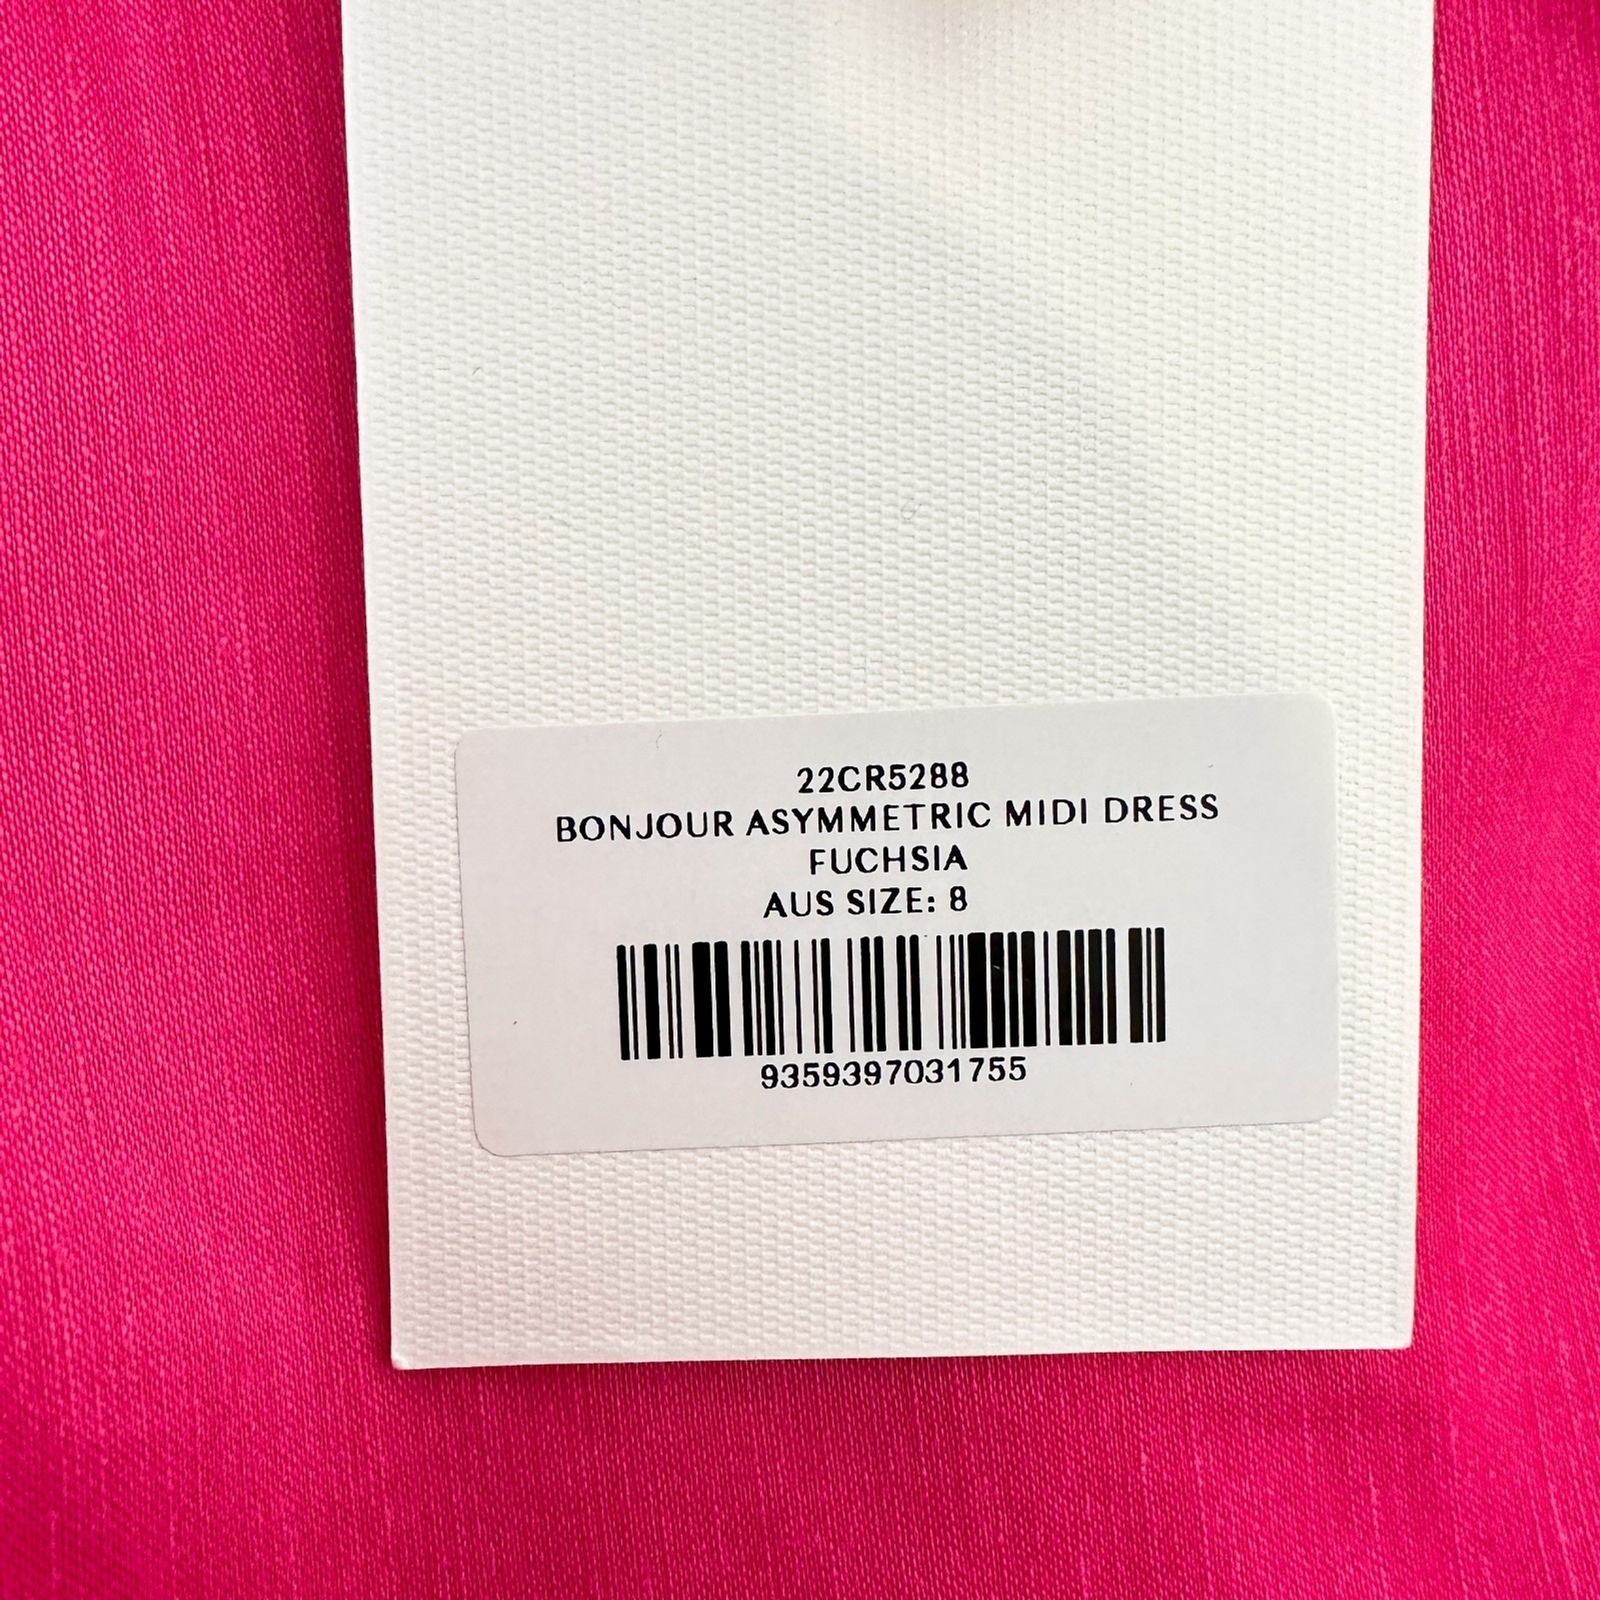 22CR5288
BONJOUR ASYMMETRIC MIDI DRESS
FUCHSIA
AUS SIZE: 8
9359397031755